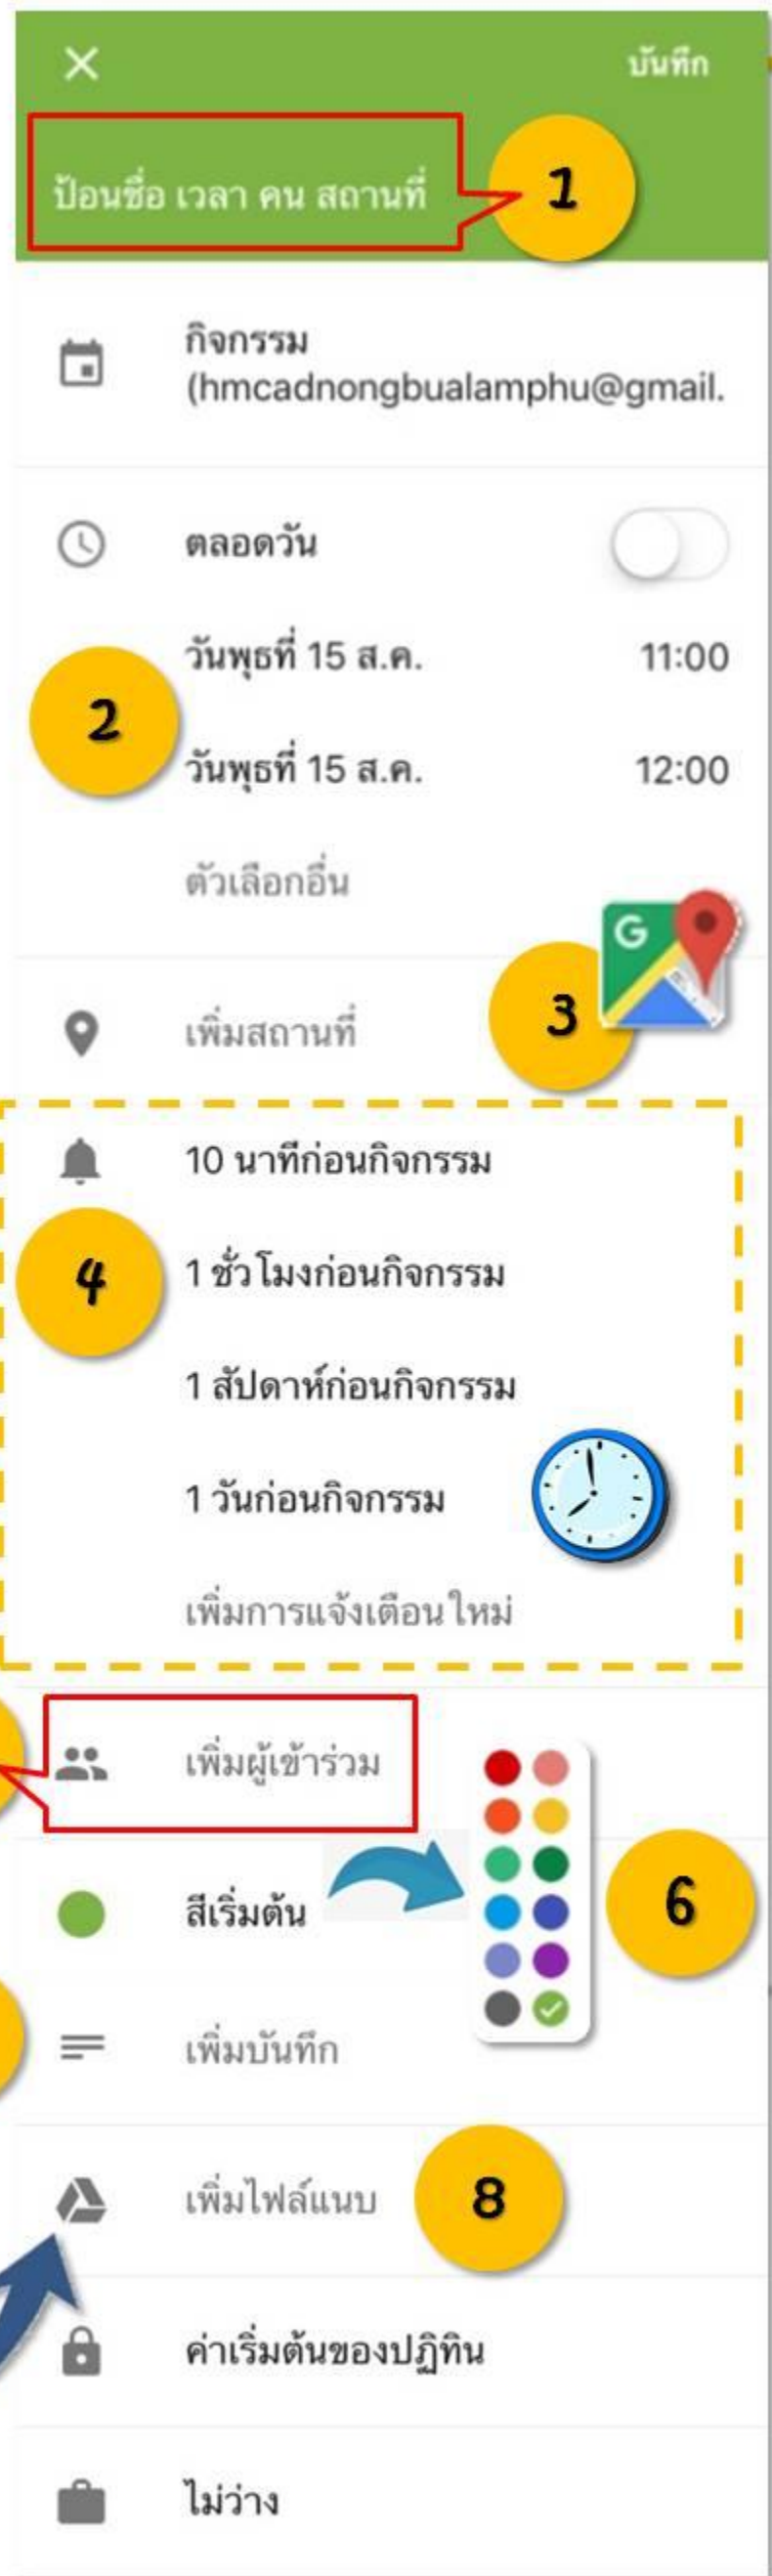 บันทึก
ป้อนชื่อ เวลา คน สถานที่
1
กิจกรรม
(hmcadnongbualamphu@gmail.
ตลอดวัน
วันพุธที่ 15 ส.ค. 11:00
2
วันพุธที่ 15 ส.ค. 12:00
ตัวเลือกอื่น
G
เพิ่มสถานที่
3
10 นาทีก่อนกิจกรรม
4
1 ชั่วโมงก่อนกิจกรรม
1 สัปดาห์ก่อนกิจกรรม
1 วันก่อนกิจกรรม
เพิ่มการแจ้งเตือนใหม่
เพิ่มผู้เข้าร่วม
สีเริ่มต้น
6
เพิ่มบันทึก
เพิ่มไฟล์แนบ
8
ค่าเริ่มต้นของปฏิทิน
ไม่ว่าง